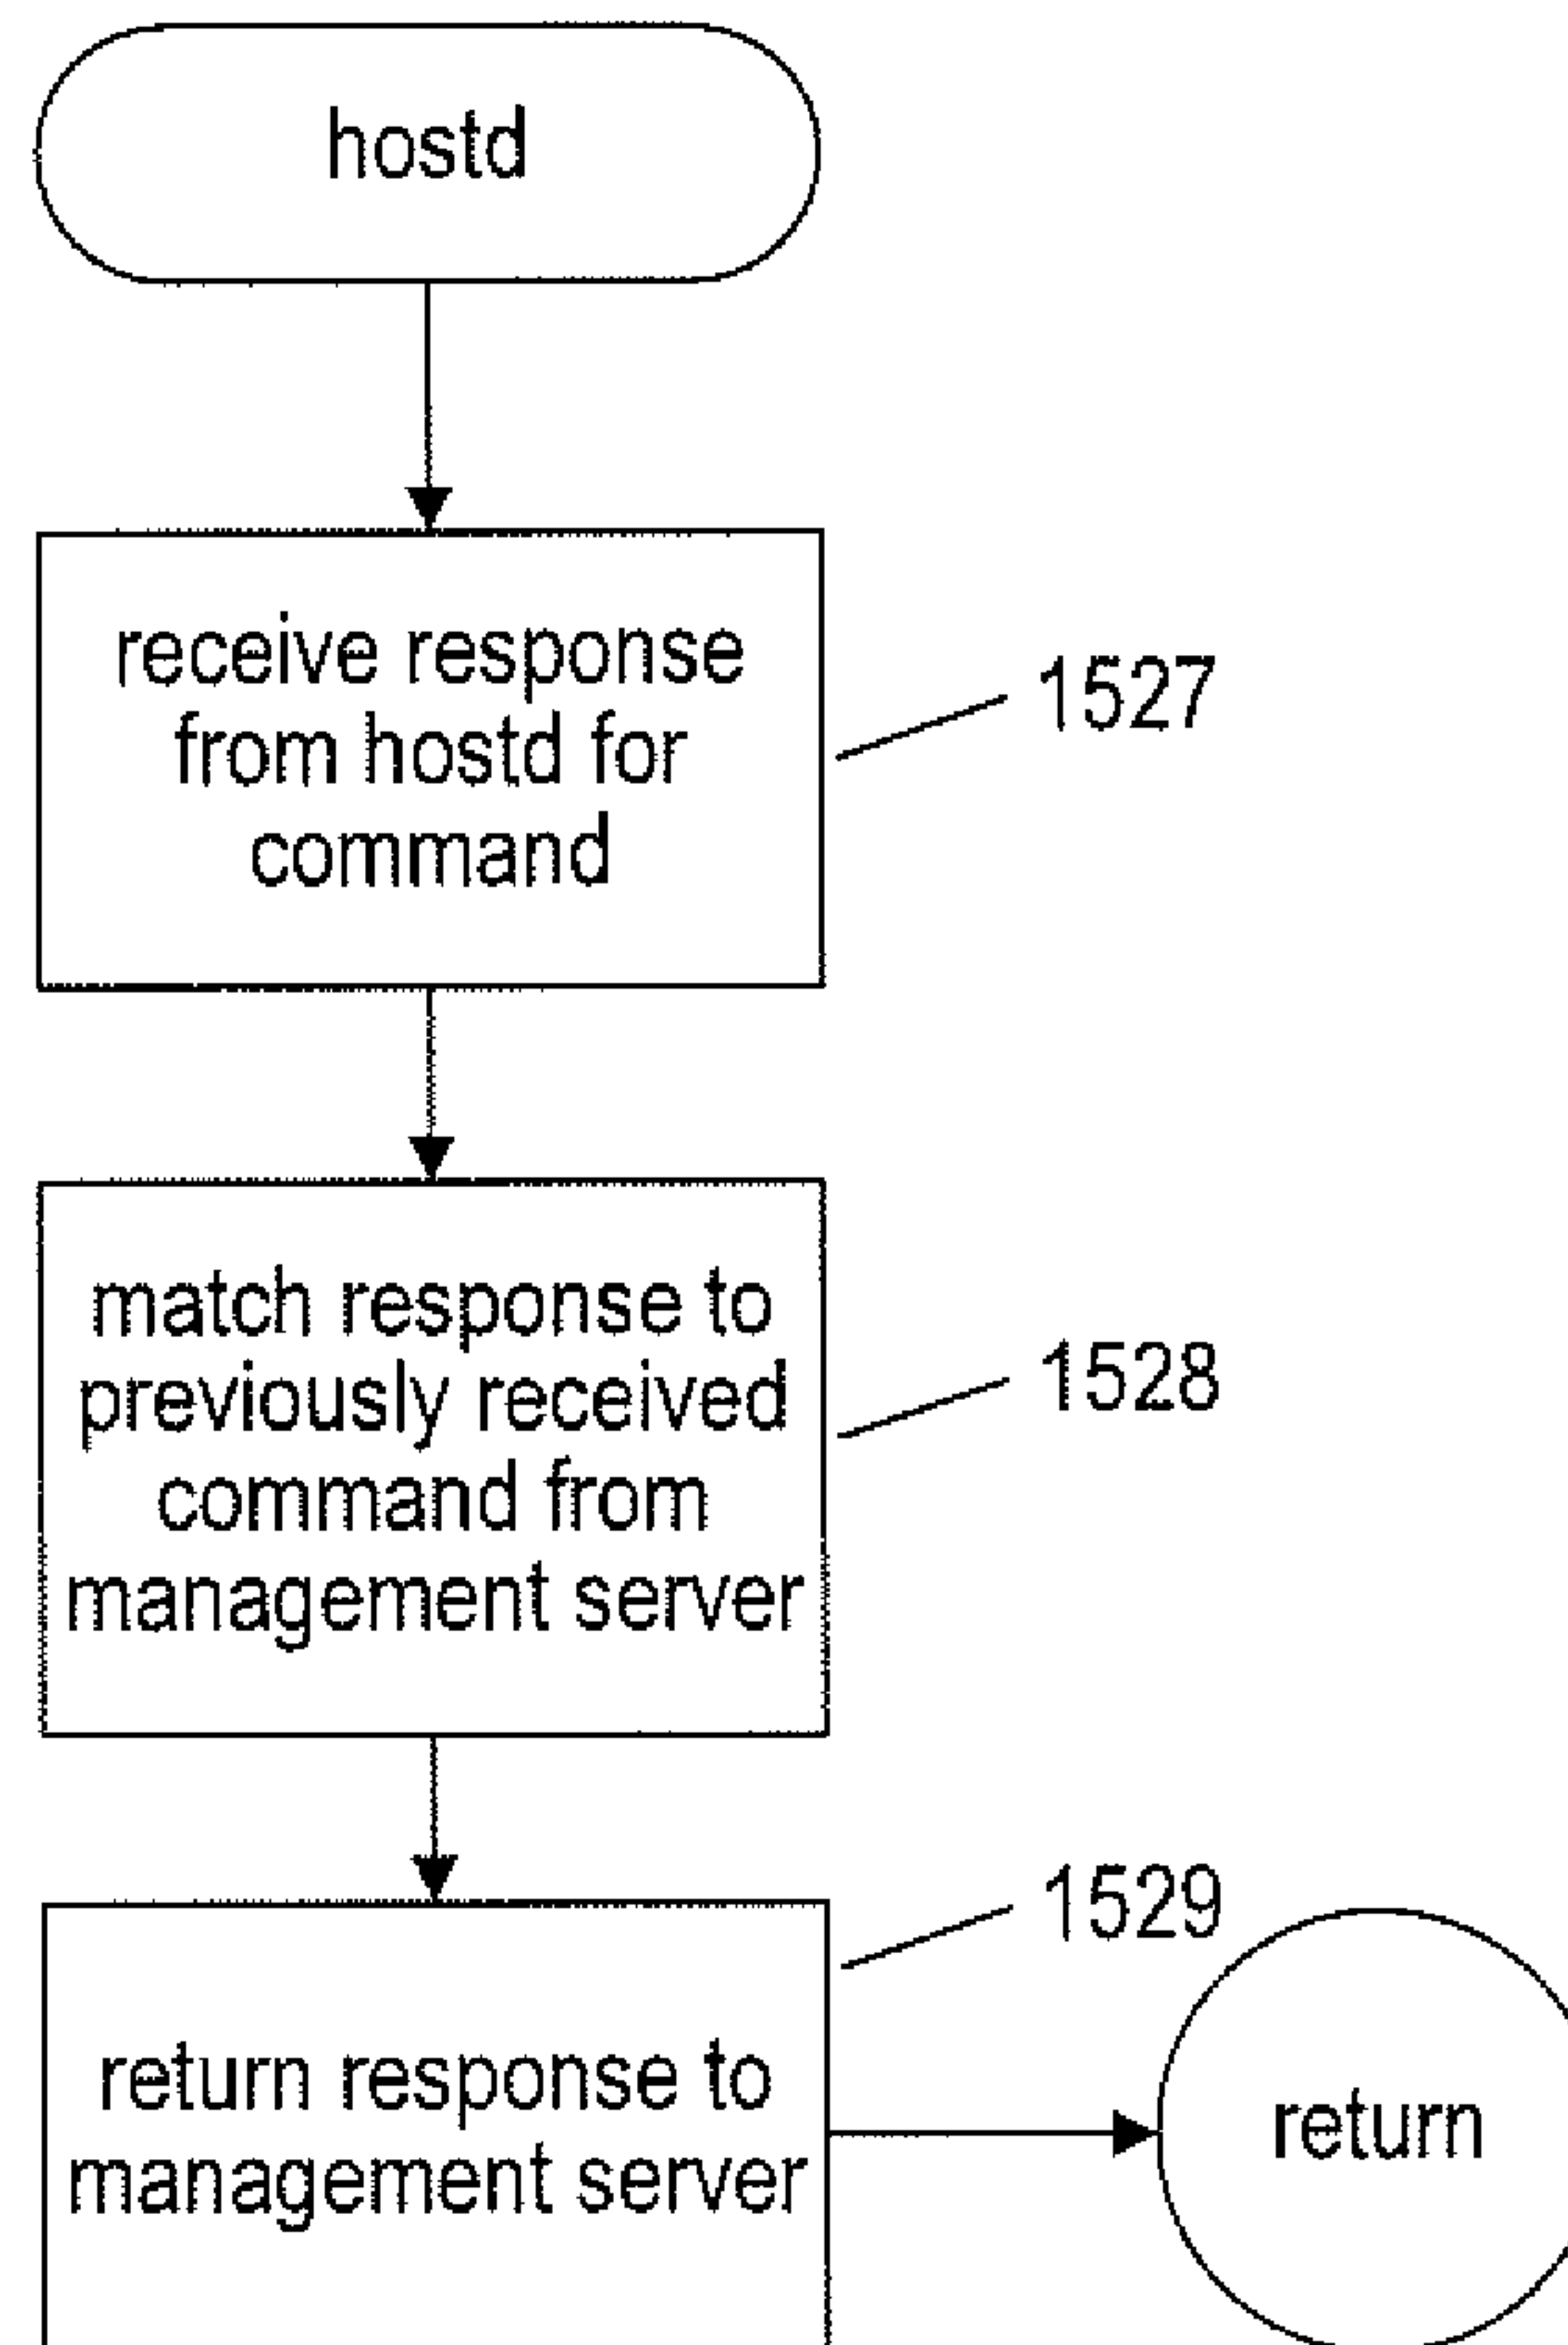 hostd
receive response
from hostd for
command
1527
match response to
previously received
command from
management server
1528
1529
return response to
management server
return